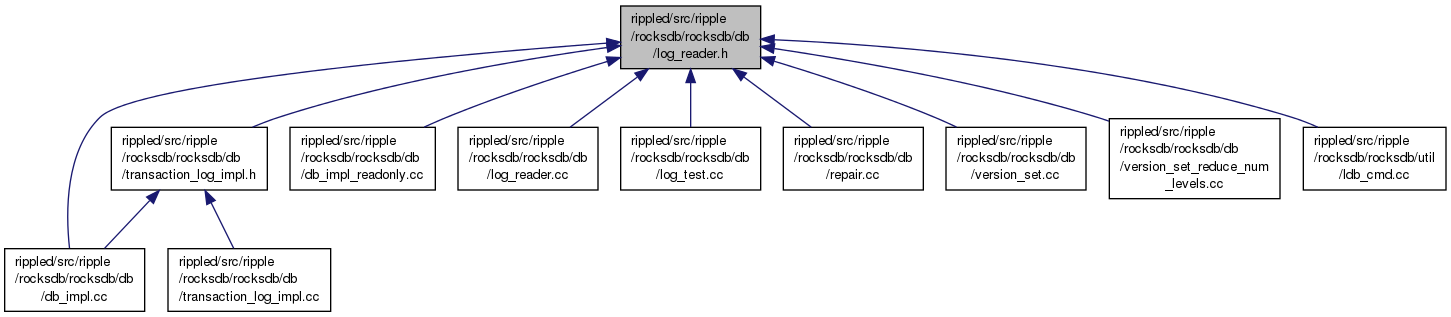 rippled/src/ripple
/rocksdb/rocksdb/db
/log_reader.h
rippled/src/ripple
/rocksdb/rocksdb/db
/transaction_log_impl.h
rippled/src/ripple
/rocksdb/rocksdb/db
/db_impl_readonly.cc
rippled/src/ripple
/rocksdb/rocksdb/db
/log_reader.cc
rippled/src/ripple
/rocksdb/rocksdb/db
/log_test.cc
rippled/src/ripple
/rocksdb/rocksdb/db
/repair.cc
rippled/src/ripple
/rocksdb/rocksdb/db
/version_set.cc
rippled/src/ripple
/rocksdb/rocksdb/db
/version_set_reduce_num
_levels.cc
rippled/src/ripple
/rocksdb/rocksdb/util
/ldb_cmd.cc
rippled/src/ripple
/rocksdb/rocksdb/db
/db_impl.cc
rippled/src/ripple
/rocksdb/rocksdb/db
/transaction_log_impl.cc